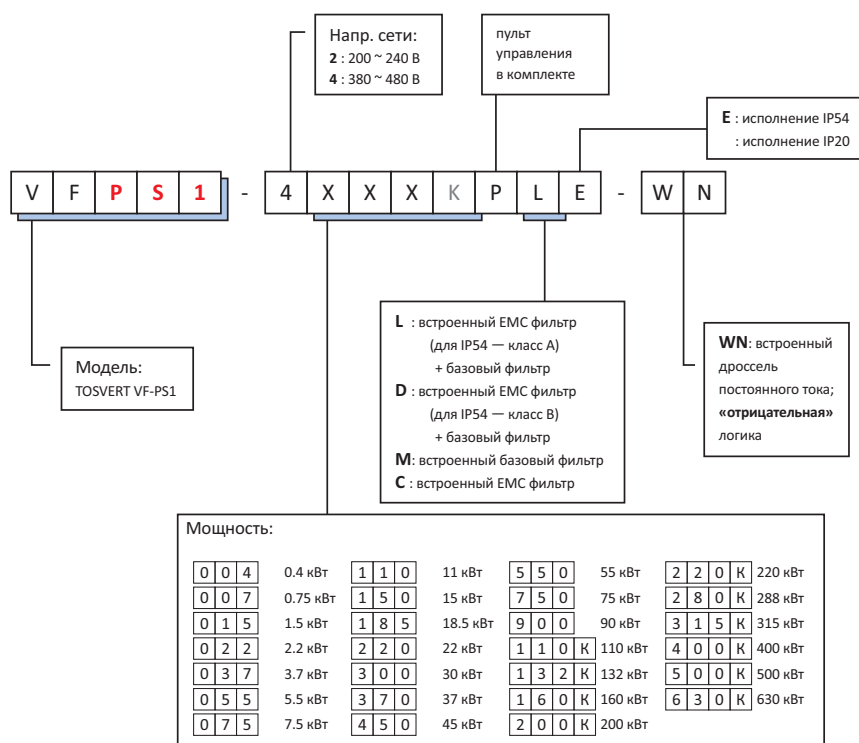 Напр. сети:
2 : 200 ~ 240 В
4 : 380 ~ 480 В
пульт
управления
в комплекте
E : исполнение IP54
: исполнение IP20
V F P S 1 - 4 X X X K P L E - W N
Модель:
TOSVERT VF-PS1
L : встроенный ЕМС фильтр
(для IP54 — класс А)
+ базовый фильтр
D : встроенный ЕМС фильтр
(для IP54 — класс В)
+ базовый фильтр
M: встроенный базовый фильтр
C : встроенный ЕМС фильтр
WN: встроенный
дроссель
постоянного тока;
«отрицательная»
логика
Мощность:
0 0 4 0.4 кВт 1 1 0 11 кВт 5 5 0 55 кВт 2 2 0 К 220 кВт
0 0 7 0.75 кВт 1 5 0 15 кВт 7 5 0 75 кВт 2 8 0 К 288 кВт
0 1 5 1.5 кВт 1 8 5 18.5 кВт 9 0 0 90 кВт 3 1 5 К 315 кВт
0 2 2 2.2 кВт 2 2 0 22 кВт 1 1 0 К 110 кВт 4 0 0 К 400 кВт
0 3 7 3.7 кВт 3 0 0 30 кВт 1 3 2 К 132 кВт 5 0 0 К 500 кВт
0 5 5 5.5 кВт 3 7 0 37 кВт 1 6 0 К 160 кВт 6 3 0 К 630 кВт
0 7 5 7.5 кВт 4 5 0 45 кВт 2 0 0 К 200 кВт